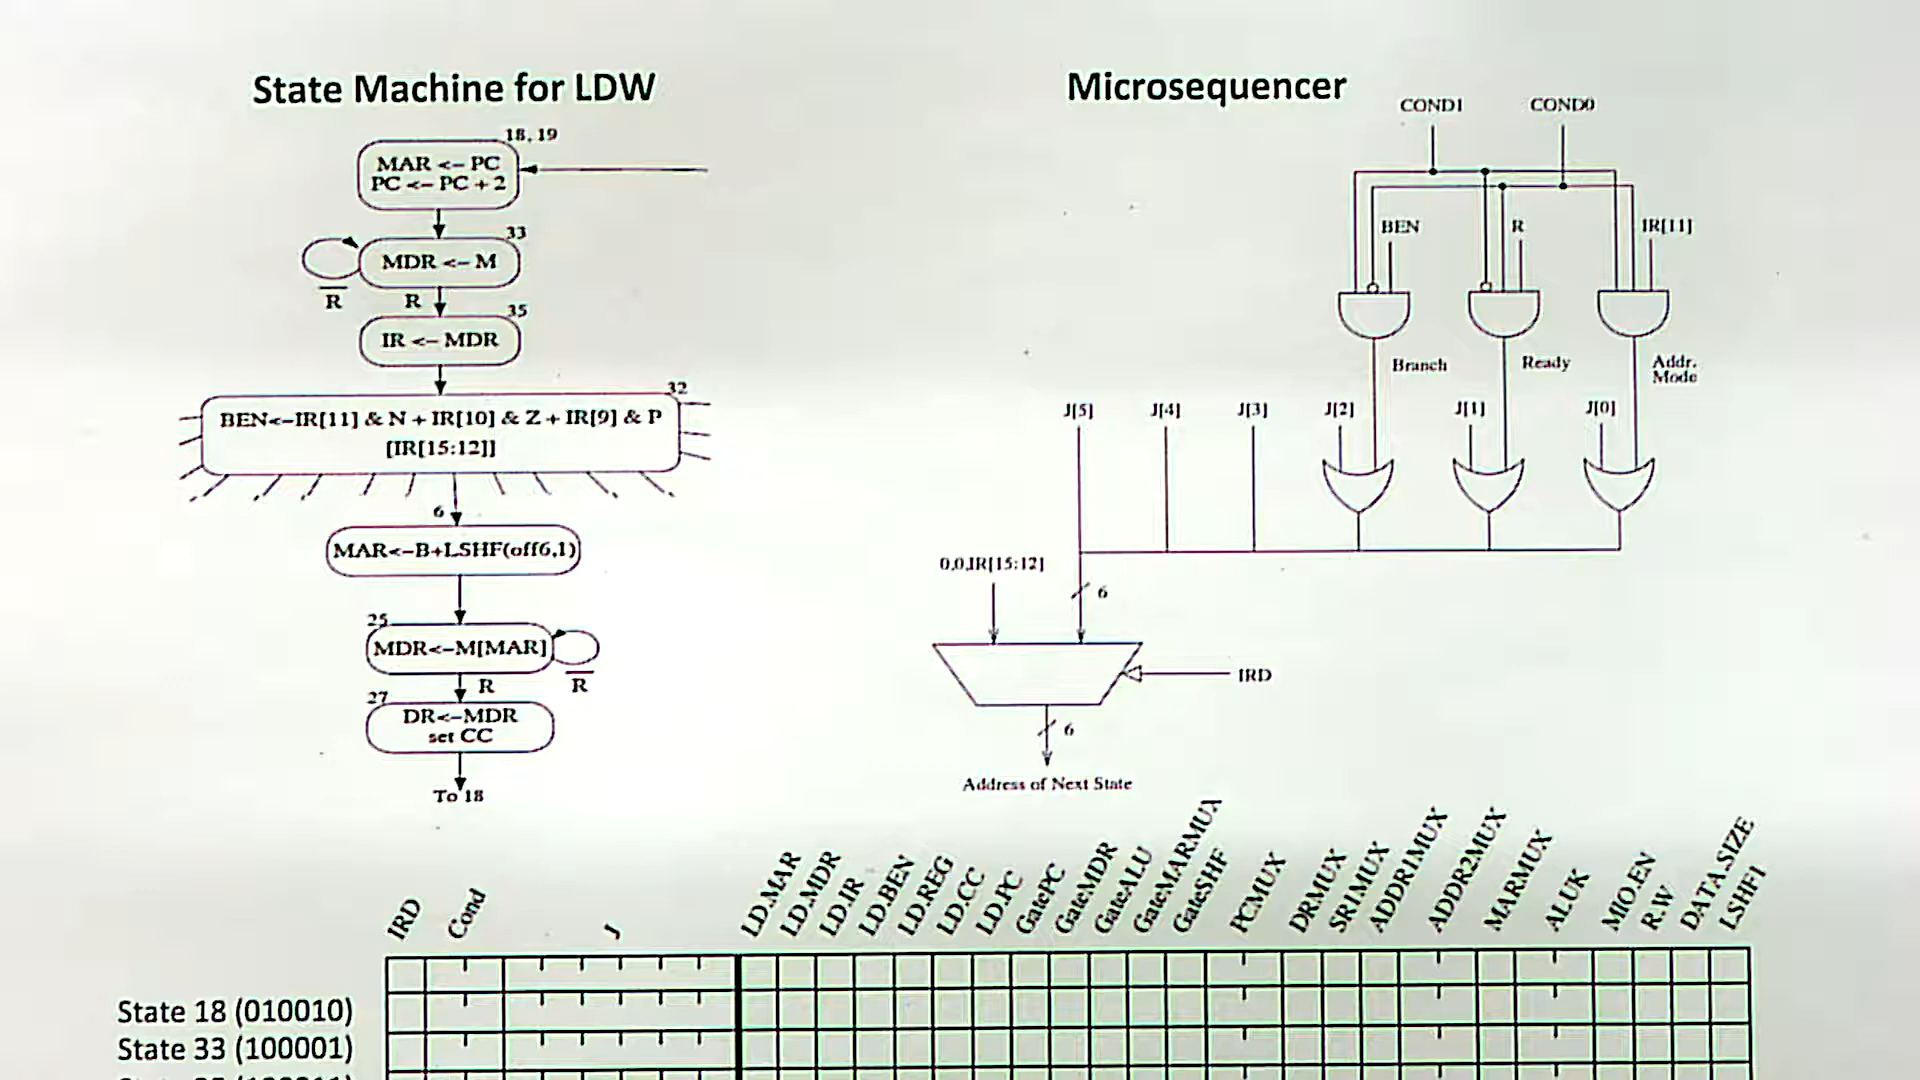 State Machine for LDW
18, 19
MAR <- PC
PC <- PC + 2
33
MDR <- M
R
R
35
IR <- MDR
32
BEN<-IR[11] & N + IR[10] & Z + IR[9] & P
[IR[15:12]]
6
MAR<-B+LSHF(off6,1)
25
MDR<-M[MAR]
R
R
27
DR<-MDR
set CC
To 18
Microsequencer
COND1
COND0
BEN
R
IR[11]
Branch
Ready
Addr.
Mode
J[5]
J[4]
J[3]
J[2]
J[1]
J[0]
0,0,IR[15:12]
6
IRD
6
Address of Next State
IRD
Cond
J
LD.MAR
LD.MDR
LD.IR
LD.BEN
LD.REG
LD.CC
LD.PC
GatePC
GateMDR
GateALU
GateMARMUX
GateSHF
PCMUX
DRMUX
SR1MUX
ADDR1MUX
ADDR2MUX
MARMUX
ALUK
MIO.EN
R.W
DATA.SIZE
LSHF1
State 18 (010010)
State 33 (100001)